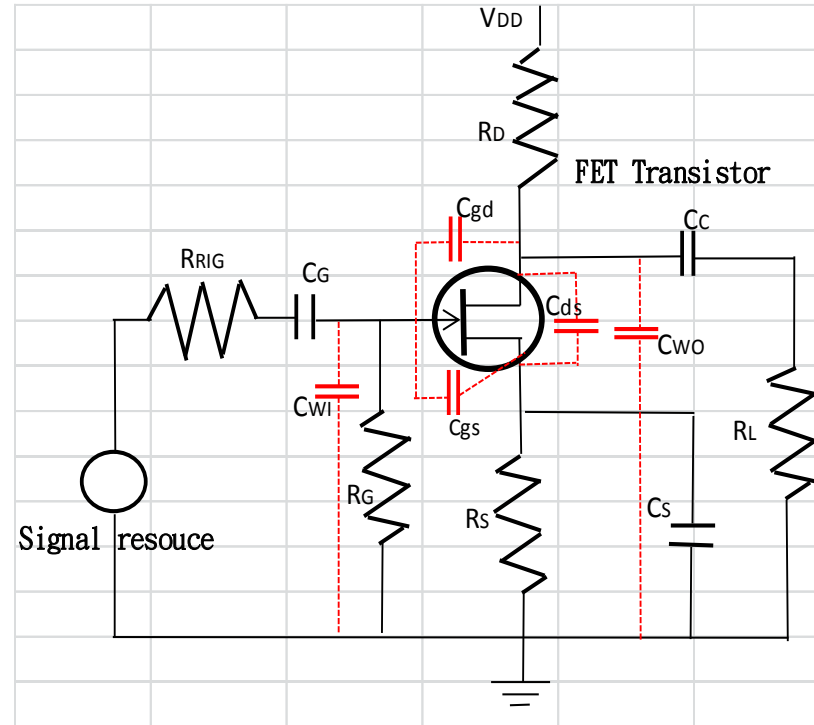 VDD
RD
FET Transistor
Cgd
CC
RRIG
CG
Cds
CWO
CWI
Cgs
RL
RG
RS
CS
Signal resouce